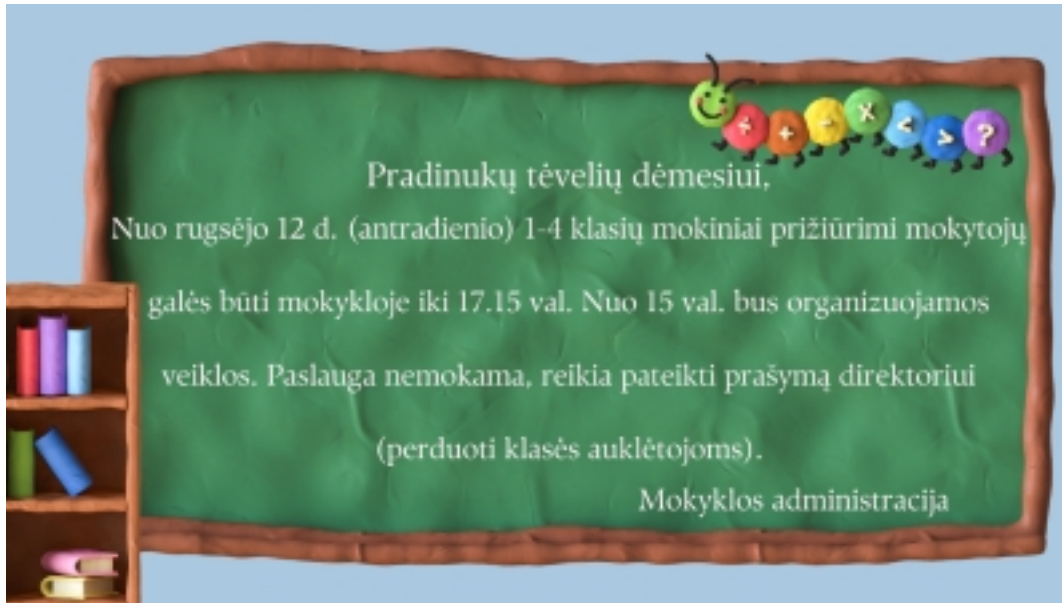 Pradinukų tėvelių dėmesiui,
Nuo rugsėjo 12 d. (antradienio) 1-4 klasių mokiniai prižiūrimi mokytojų
galės būti mokykloje iki 17.15 val. Nuo 15 val. bus organizuojamos
veiklos. Paslauga nemokama, reikia pateikti prašymą direktoriui
(perduoti klasės auklėtojoms).
Mokyklos administracija